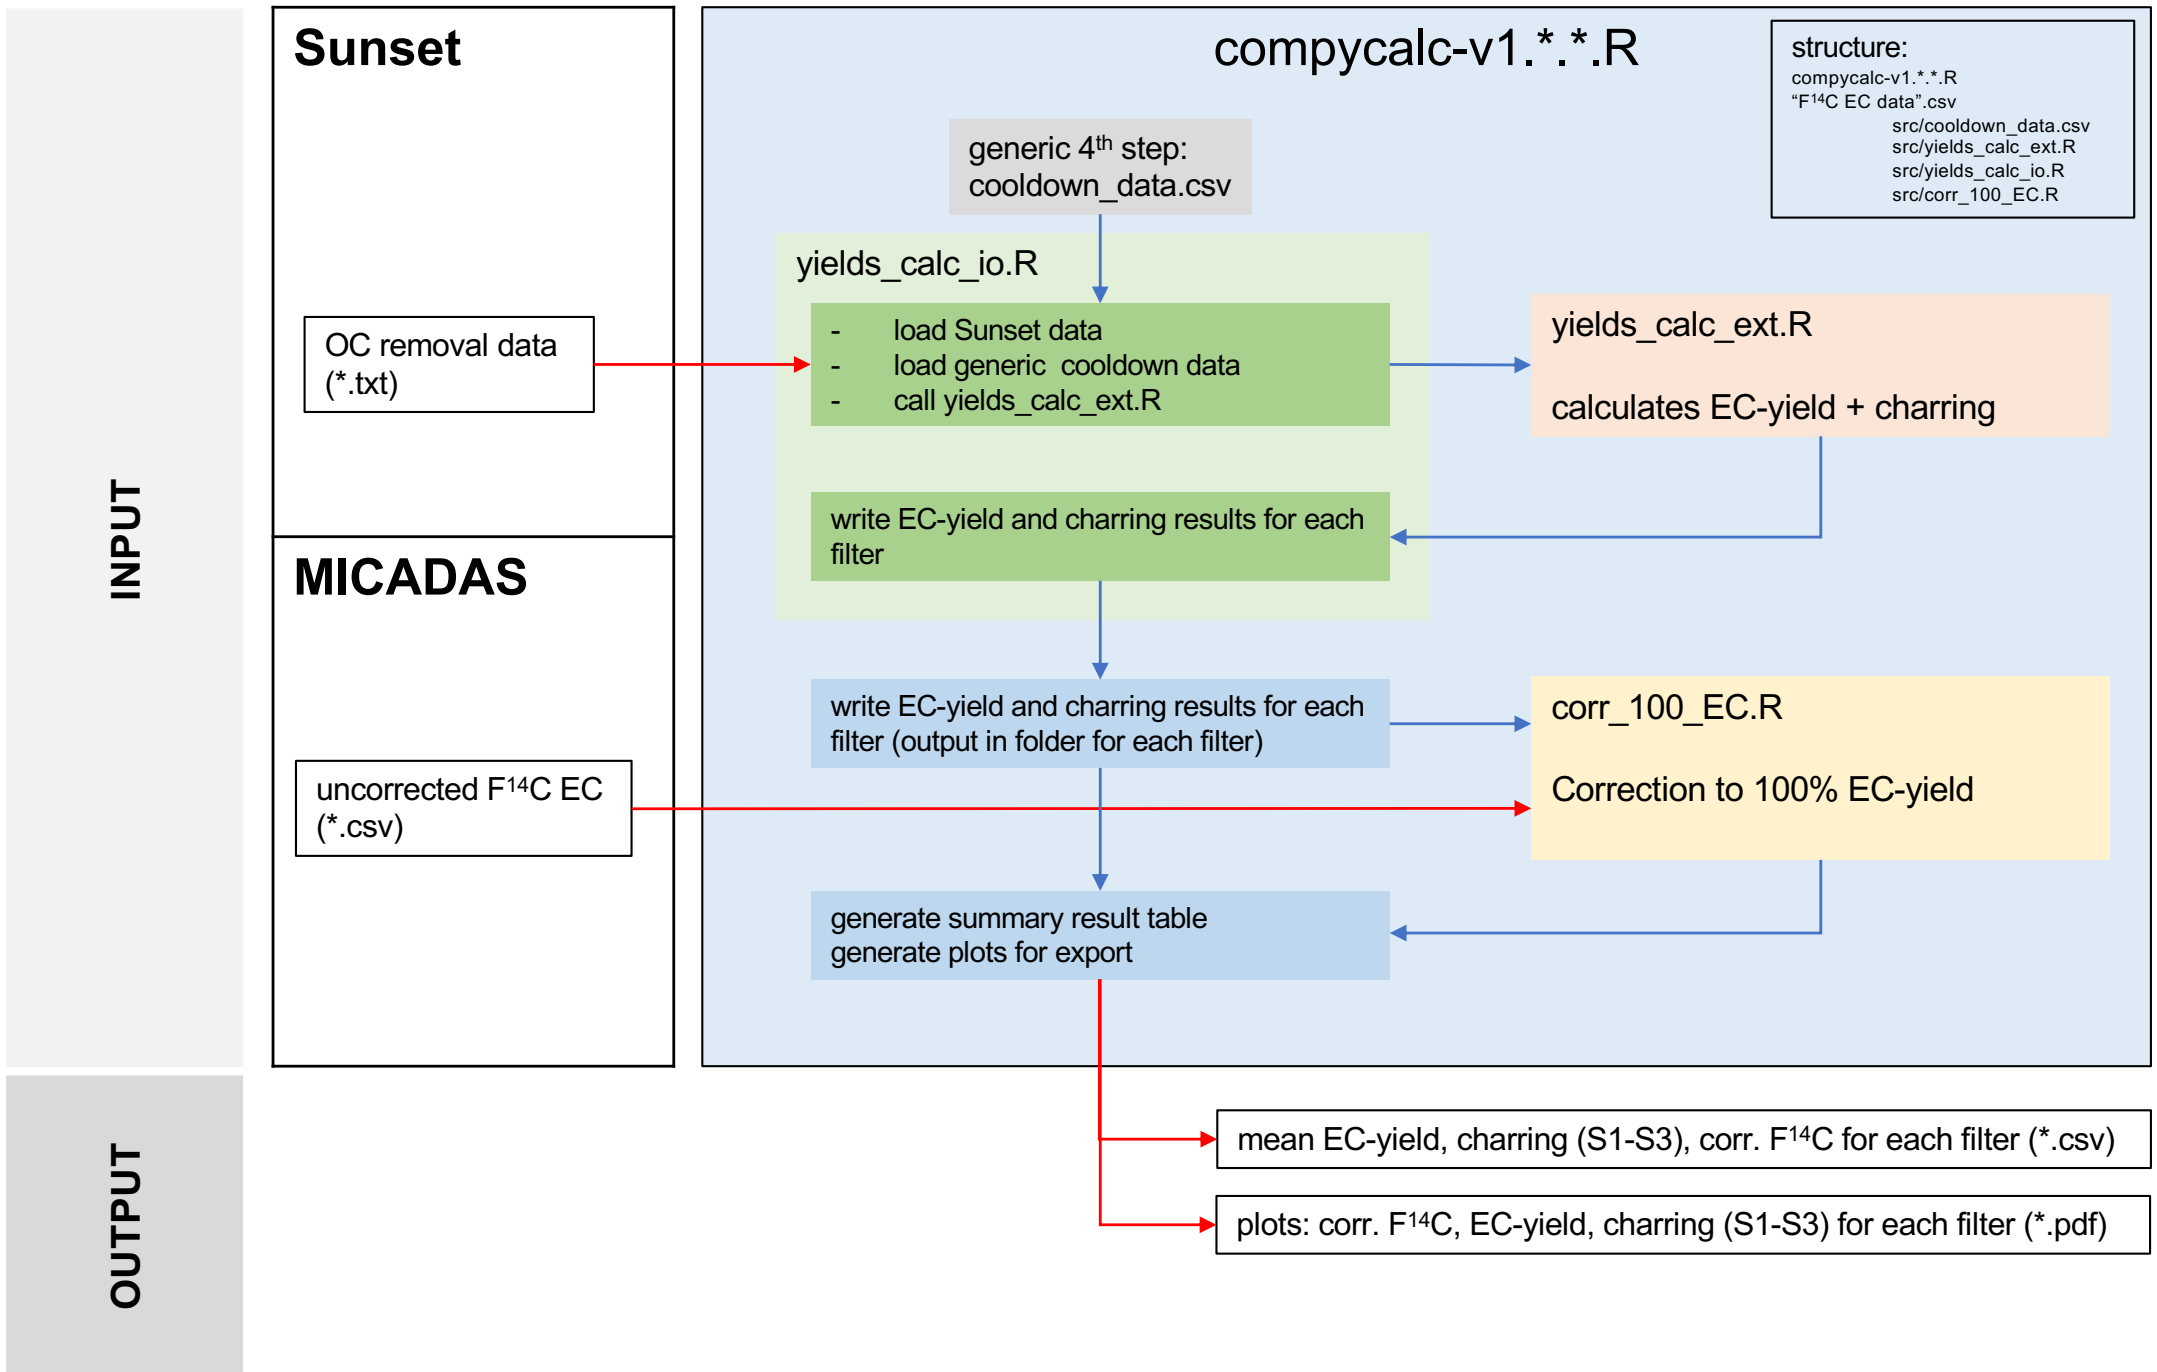 INPUT
OUTPUT
Sunset
OC removal data
(*.txt)
MICADAS
uncorrected F¹⁴C EC
(*.csv)
compycalc-v1.*.*.R
structure:
compycalc-v1.*.*.R
“F¹⁴C EC data”.csv
src/cooldown_data.csv
src/yields_calc_ext.R
src/yields_calc_io.R
src/corr_100_EC.R
generic 4ᵗʰ step:
cooldown_data.csv
yields_calc_io.R
- load Sunset data
- load generic  cooldown data
- call yields_calc_ext.R
yields_calc_ext.R
calculates EC-yield + charring
write EC-yield and charring results for each
filter
write EC-yield and charring results for each
filter (output in folder for each filter)
corr_100_EC.R
Correction to 100% EC-yield
generate summary result table
generate plots for export
mean EC-yield, charring (S1-S3), corr. F¹⁴C for each filter (*.csv)
plots: corr. F¹⁴C, EC-yield, charring (S1-S3) for each filter (*.pdf)